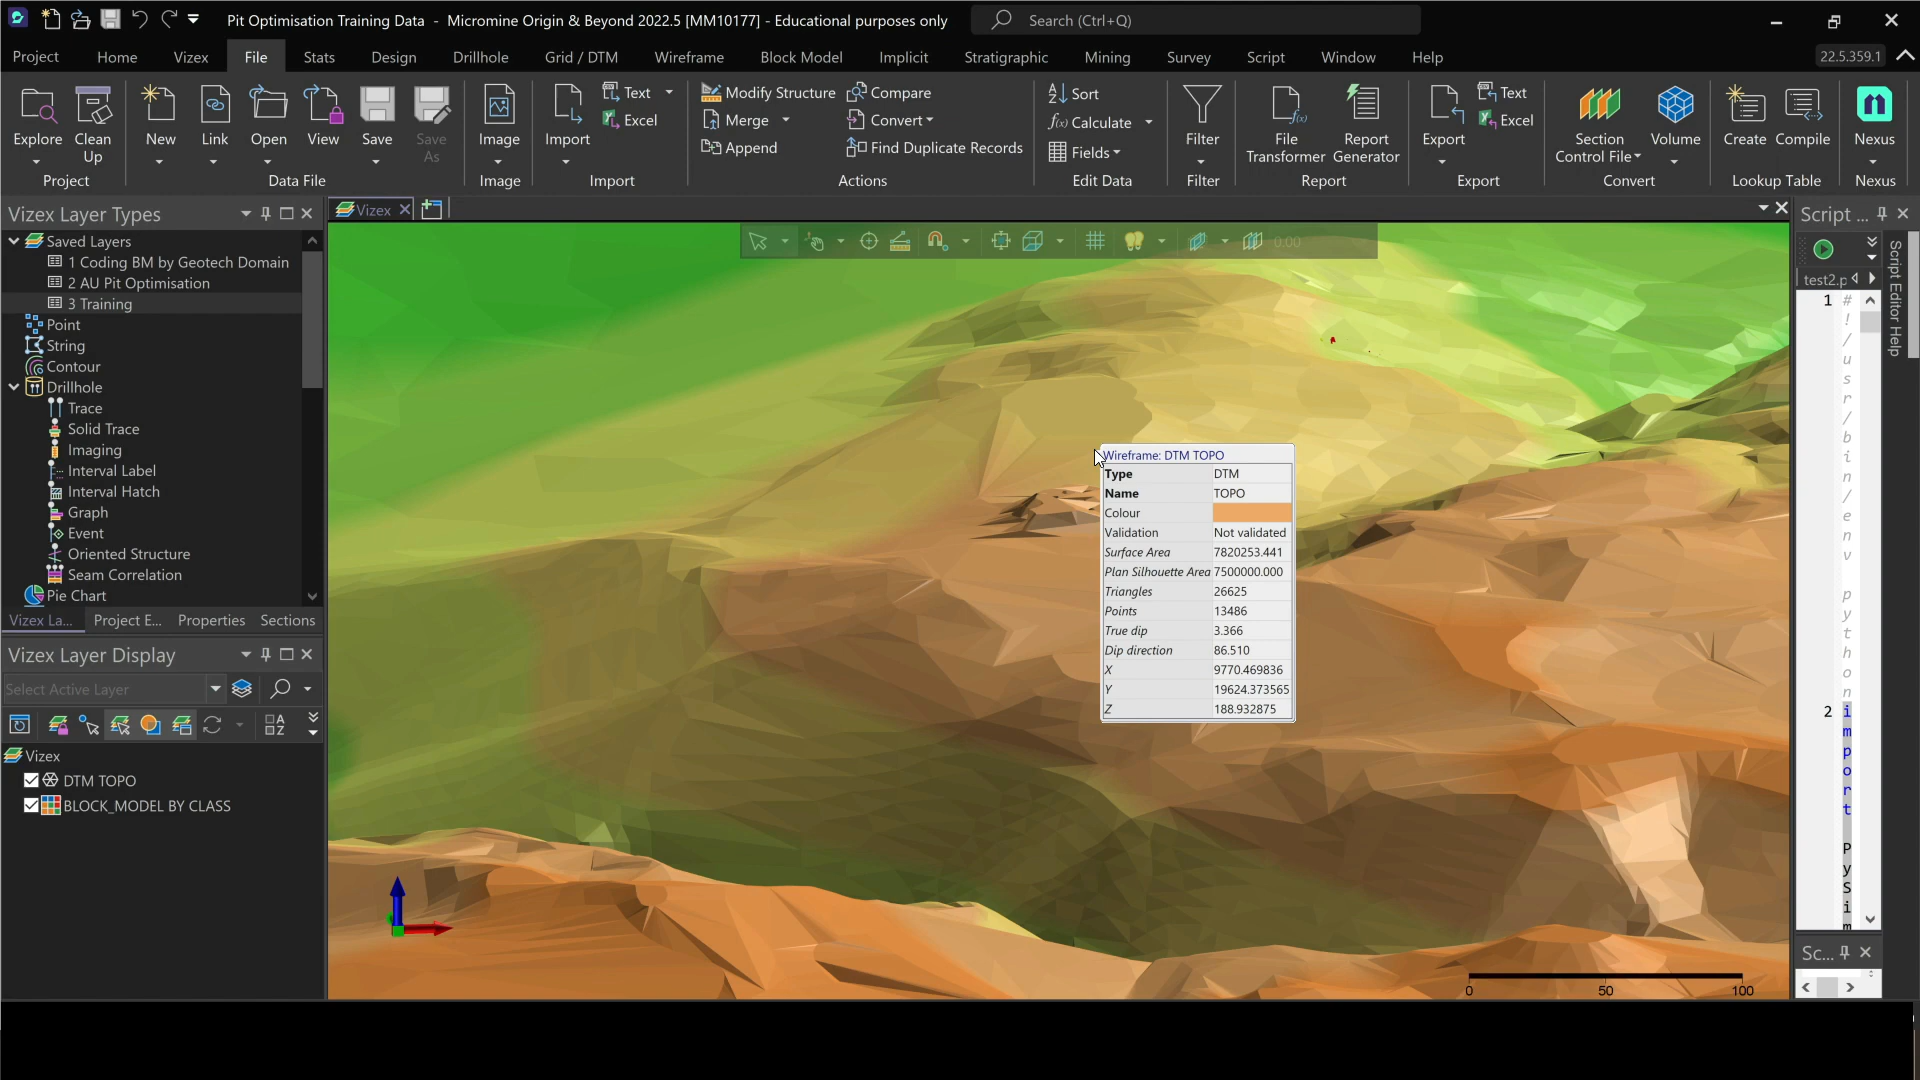 Pit Optimisation Training Data - Micromine Origin & Beyond 2022.5 [MM10177] - Educational purposes only
Search (Ctrl+Q)
Project Home Vizex File Stats Design Drillhole Grid / DTM Wireframe Block Model Implicit Stratigraphic Mining Survey Script Window Help
22.5.359.1
Explore
Clean Up
Project
New
Link
Open
View
Save
Save As
Data File
Image
Image
Import
Text
Excel
Import
Modify Structure
Merge
Append
Compare
Convert
Find Duplicate Records
Actions
Sort
f(x) Calculate
Fields
Edit Data
Filter
Filter
File Transformer
Report Generator
Report
Export
Text
Excel
Export
Section Control File
Volume
Convert
Create
Compile
Lookup Table
Nexus
Nexus
Vizex Layer Types
Saved Layers
1 Coding BM by Geotech Domain
2 AU Pit Optimisation
3 Training
Point
String
Contour
Drillhole
Trace
Solid Trace
Imaging
Interval Label
Interval Hatch
Graph
Event
Oriented Structure
Seam Correlation
Pie Chart
Vizex La... Project E... Properties Sections
Vizex Layer Display
Select Active Layer
Vizex
DTM TOPO
BLOCK_MODEL BY CLASS
Vizex
0.00
Wireframe: DTM TOPO
Type DTM
Name TOPO
Colour
Validation Not validated
Surface Area 7820253.441
Plan Silhouette Area 7500000.000
Triangles 26625
Points 13486
True dip 3.366
Dip direction 86.510
X 9770.469836
Y 19624.373565
Z 188.932875
0 50 100
Script ...
test2.p
1 #!/usr/bin/env python
2 import PySim
Script Editor Help
Sc...